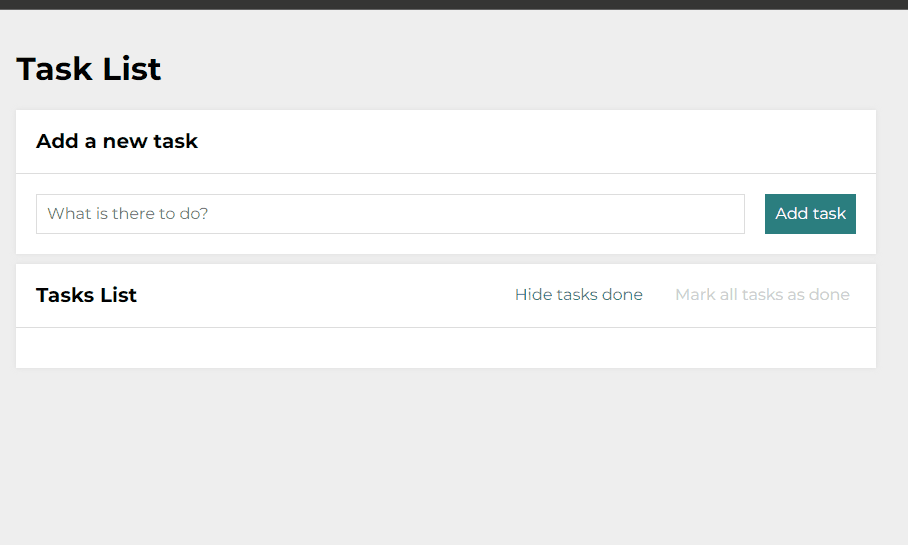 Task List
Add a new task
What is there to do?
Add task
Tasks List
Hide tasks done
Mark all tasks as done